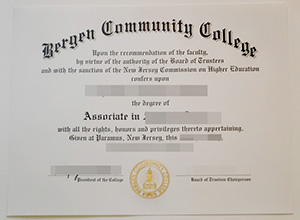 Bergen Community College
Upon the recommendation of the faculty,
by virtue of the authority of the Board of Trustees
and with the sanction of the New Jersey Commission on Higher Education
confers upon
the degree of
Associate in
with all the rights, honors and privileges thereto appertaining.
Given at Paramus, New Jersey, this
President of the College
Board of Trustees Chairperson